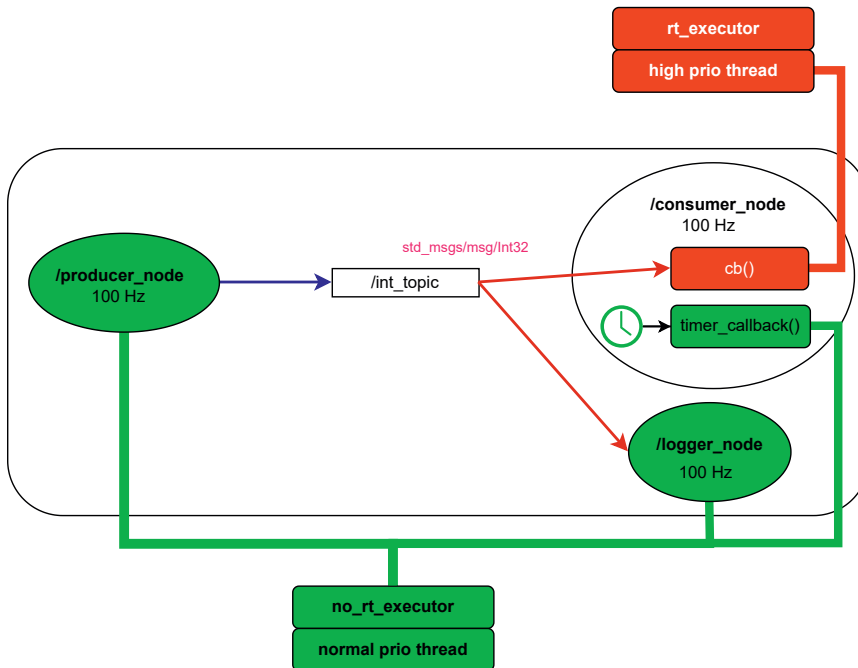 rt_executor
high prio thread
/consumer_node
100 Hz
std_msgs/msg/Int32
/producer_node
100 Hz
/int_topic
cb()
timer_callback()
/logger_node
100 Hz
no_rt_executor
normal prio thread